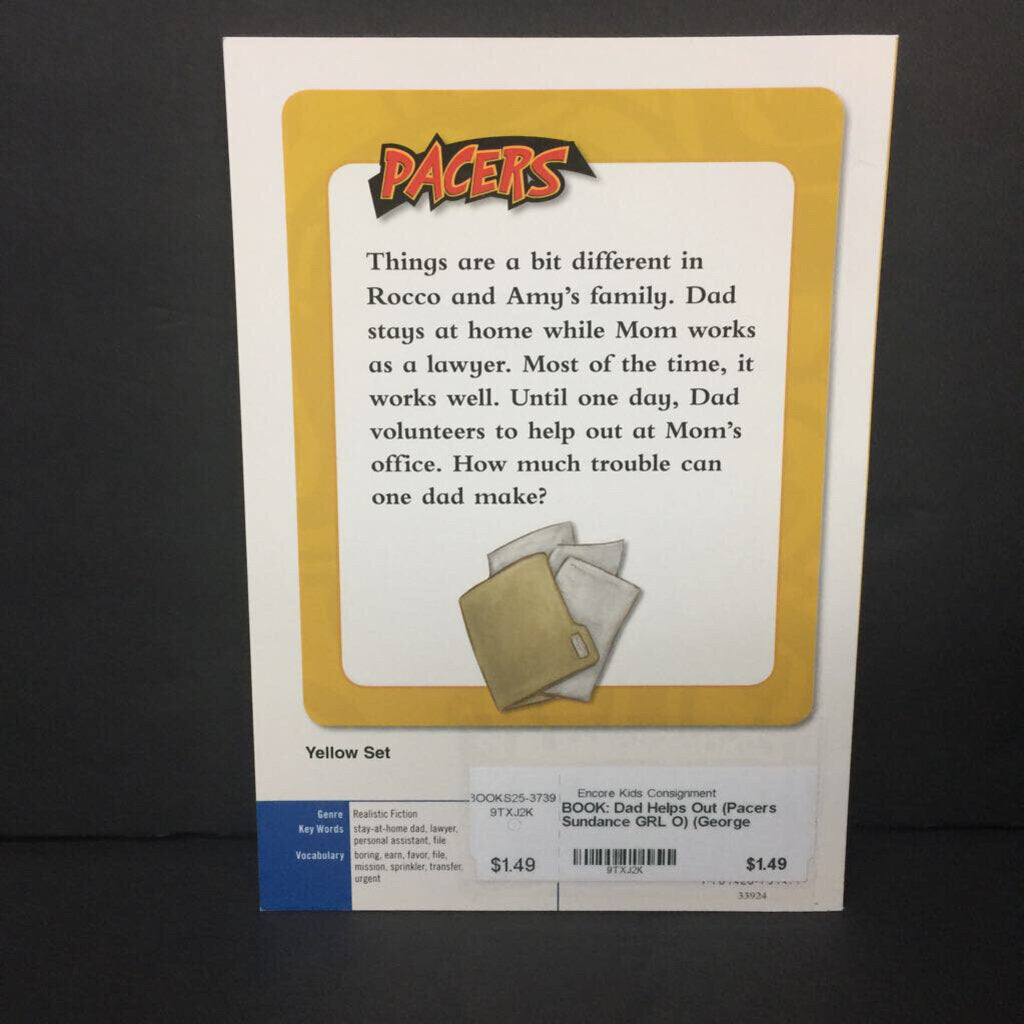 PACERS
Things are a bit different in
Rocco and Amy's family. Dad
stays at home while Mom works
as a lawyer. Most of the time, it
works well. Until one day, Dad
volunteers to help out at Mom's
office. How much trouble can
one dad make?
Yellow Set
Genre Realistic Fiction
Key Words stay-at-home dad, lawyer,
personal assistant, file
Vocabulary boring, earn, favor, file,
mission, sprinkler, transfer,
urgent
BOOKS25-3739
9TXJ2K
$1.49
Encore Kids Consignment
BOOK: Dad Helps Out (Pacers
Sundance GRL O) (George
9TXJ2K
$1.49
33924